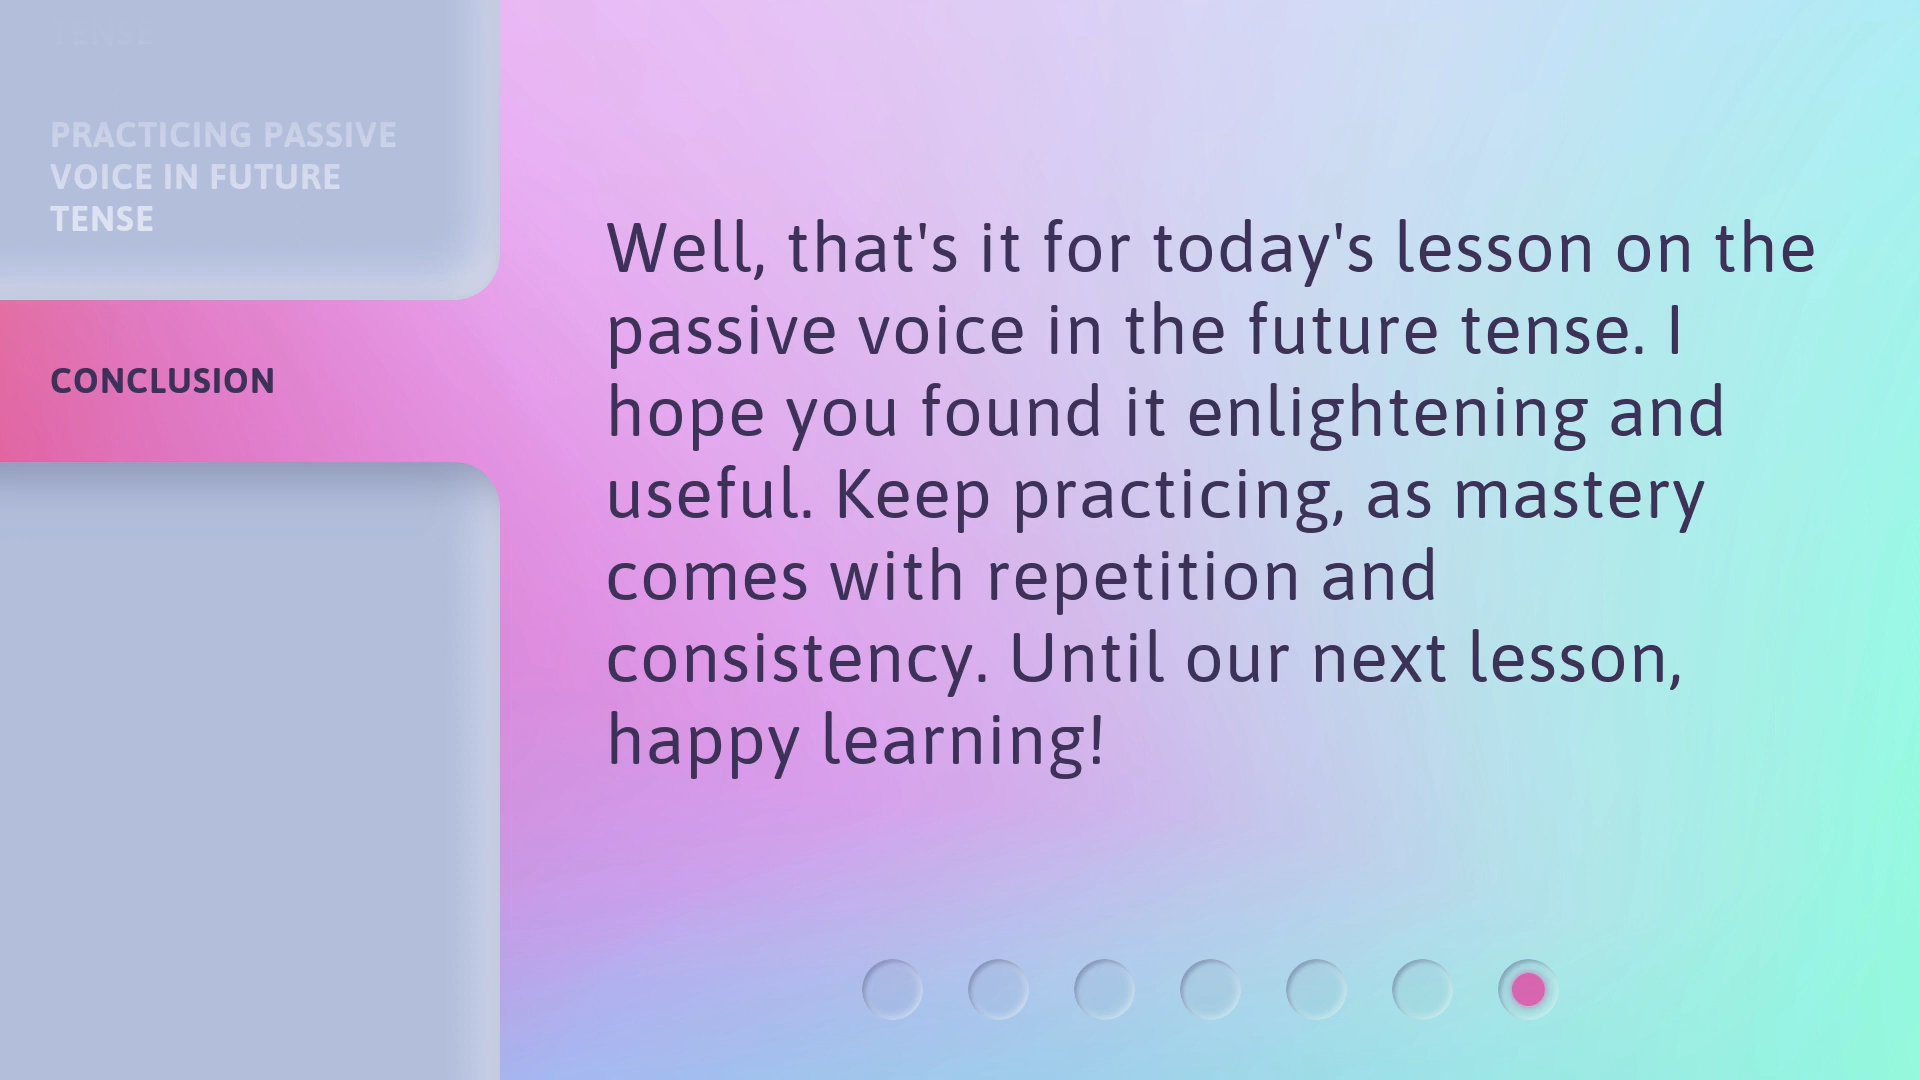 TENSE
PRACTICING PASSIVE
VOICE IN FUTURE
TENSE
CONCLUSION
Well, that's it for today's lesson on the
passive voice in the future tense. I
hope you found it enlightening and
useful. Keep practicing, as mastery
comes with repetition and
consistency. Until our next lesson,
happy learning!